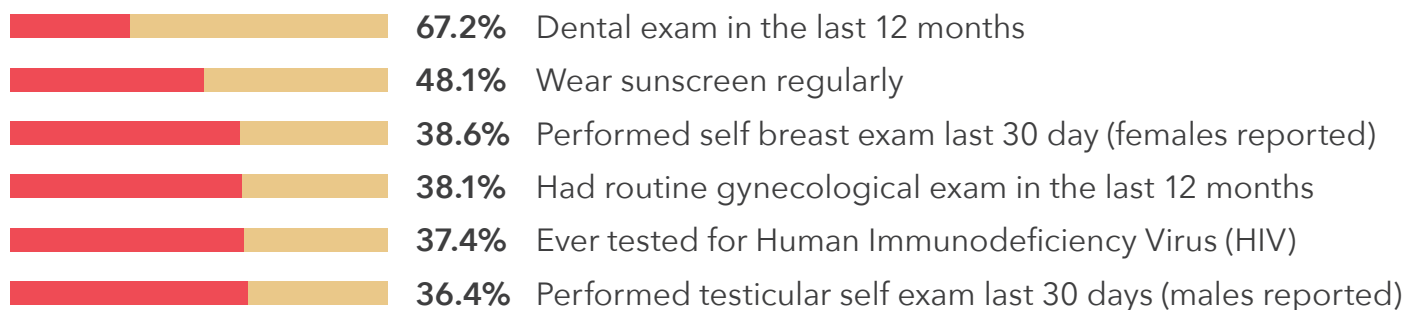 67.2% Dental exam in the last 12 months
48.1% Wear sunscreen regularly
38.6% Performed self breast exam last 30 day (females reported)
38.1% Had routine gynecological exam in the last 12 months
37.4% Ever tested for Human Immunodeficiency Virus (HIV)
36.4% Performed testicular self exam last 30 days (males reported)